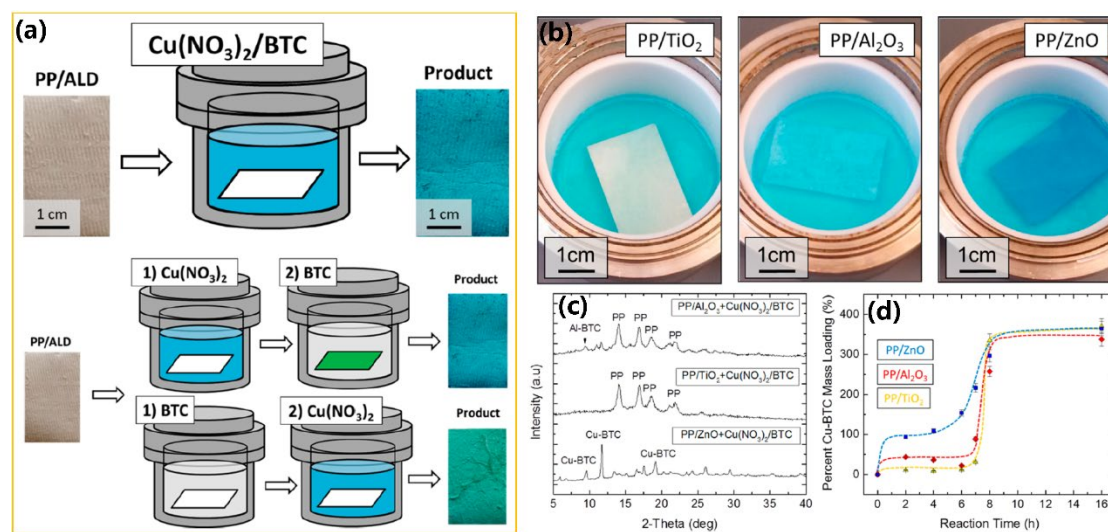 (a)
Cu(NO₃)₂/BTC
PP/ALD
Product
1 cm
1 cm
1) Cu(NO₃)₂
2) BTC
Product
PP/ALD
1) BTC
2) Cu(NO₃)₂
Product
(b)
PP/TiO₂
PP/Al₂O₃
PP/ZnO
1cm
1cm
1cm
(c)
PP/Al₂O₃+Cu(NO₃)₂/BTC
Al-BTC
PP
PP
PP
PP
PP/TiO₂+Cu(NO₃)₂/BTC
PP
PP
PP
PP
PP/ZnO+Cu(NO₃)₂/BTC
Cu-BTC
Cu-BTC
Cu-BTC
Intensity (a.u)
5 10 15 20 25 30 35 40
2-Theta (deg)
(d)
Percent Cu-BTC Mass Loading (%)
400
300
200
100
0
PP/ZnO
PP/Al₂O₃
PP/TiO₂
0 2 4 6 8 10 12 14 16
Reaction Time (h)